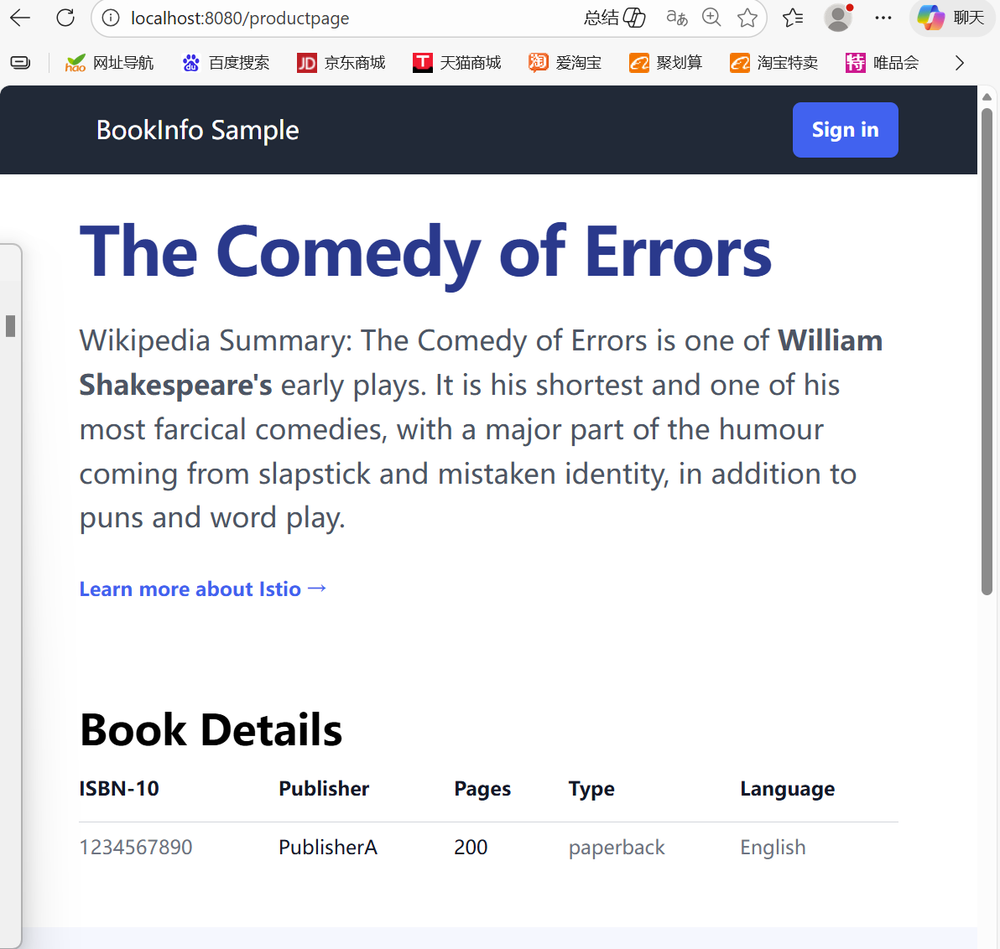 localhost:8080/productpage
总结
聊天
网址导航
百度搜索
京东商城
天猫商城
爱淘宝
聚划算
淘宝特卖
唯品会
BookInfo Sample
Sign in
The Comedy of Errors
Wikipedia Summary: The Comedy of Errors is one of William
Shakespeare's early plays. It is his shortest and one of his
most farcical comedies, with a major part of the humour
coming from slapstick and mistaken identity, in addition to
puns and word play.
Learn more about Istio →
Book Details
ISBN-10 Publisher Pages Type Language
1234567890 PublisherA 200 paperback English